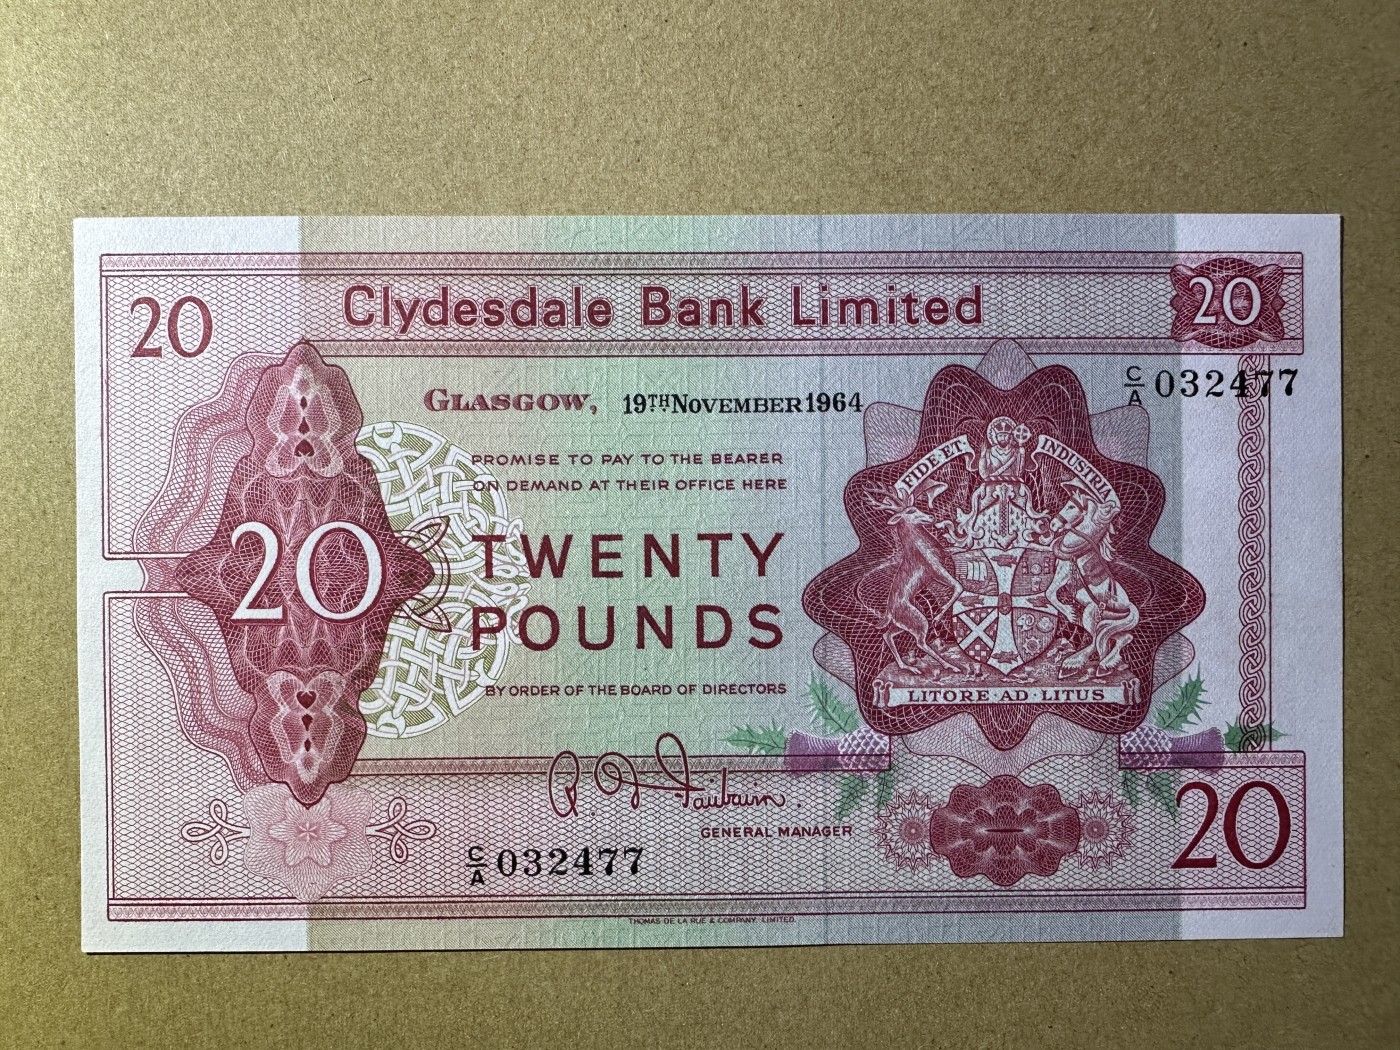 20
Clydesdale Bank Limited
20
C/A 032477
GLASGOW, 19TH NOVEMBER 1964
PROMISE TO PAY TO THE BEARER
ON DEMAND AT THEIR OFFICE HERE
FIDE ET INDUSTRIA
20
TWENTY
POUNDS
LITORE·AD·LITUS
BY ORDER OF THE BOARD OF DIRECTORS
R. D. Fairbairn.
GENERAL MANAGER
20
C/A 032477
THOMAS DE LA RUE & COMPANY, LIMITED.